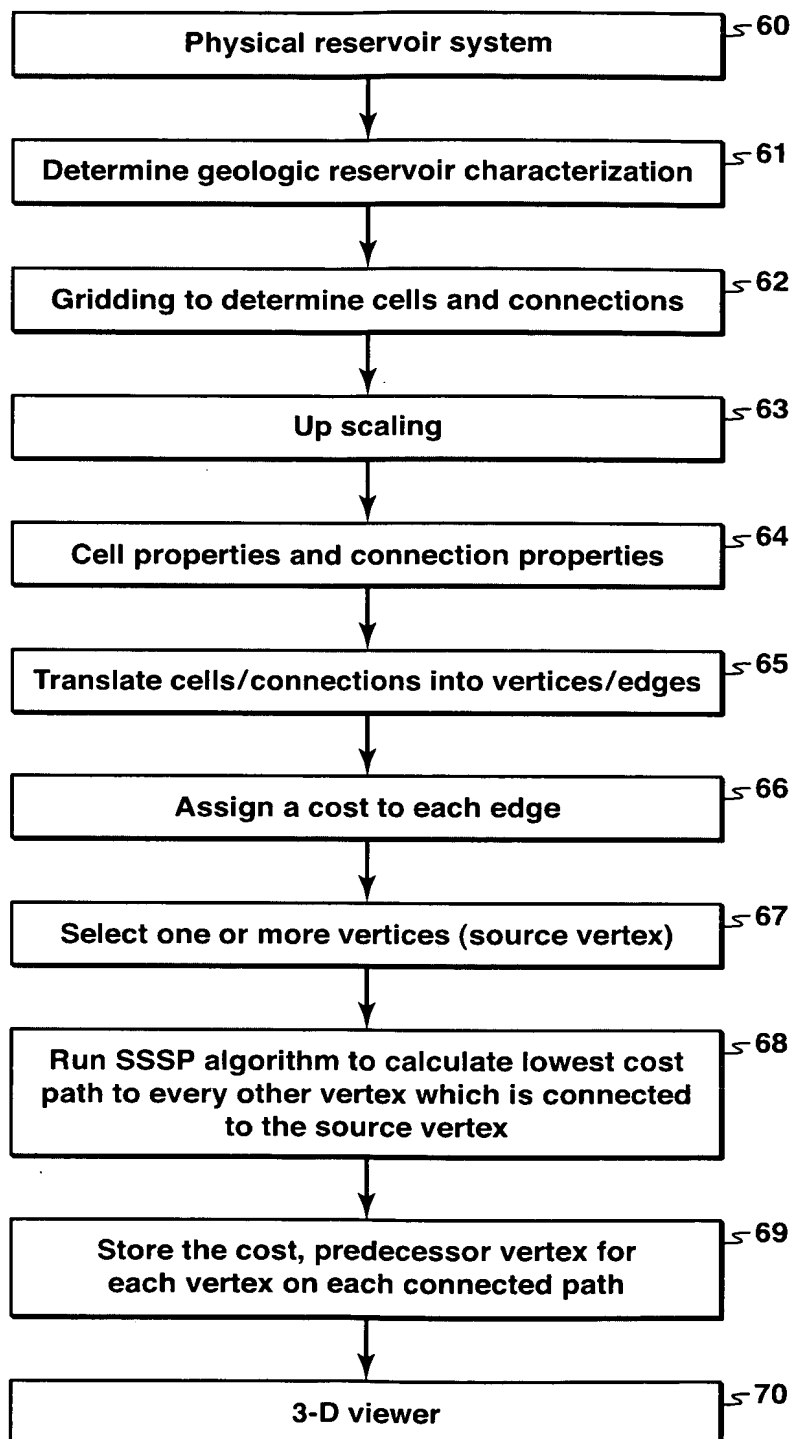 Physical reservoir system
60
Determine geologic reservoir characterization
61
Gridding to determine cells and connections
62
Up scaling
63
Cell properties and connection properties
64
Translate cells/connections into vertices/edges
65
Assign a cost to each edge
66
Select one or more vertices (source vertex)
67
Run SSSP algorithm to calculate lowest cost
path to every other vertex which is connected
to the source vertex
68
Store the cost, predecessor vertex for
each vertex on each connected path
69
3-D viewer
70